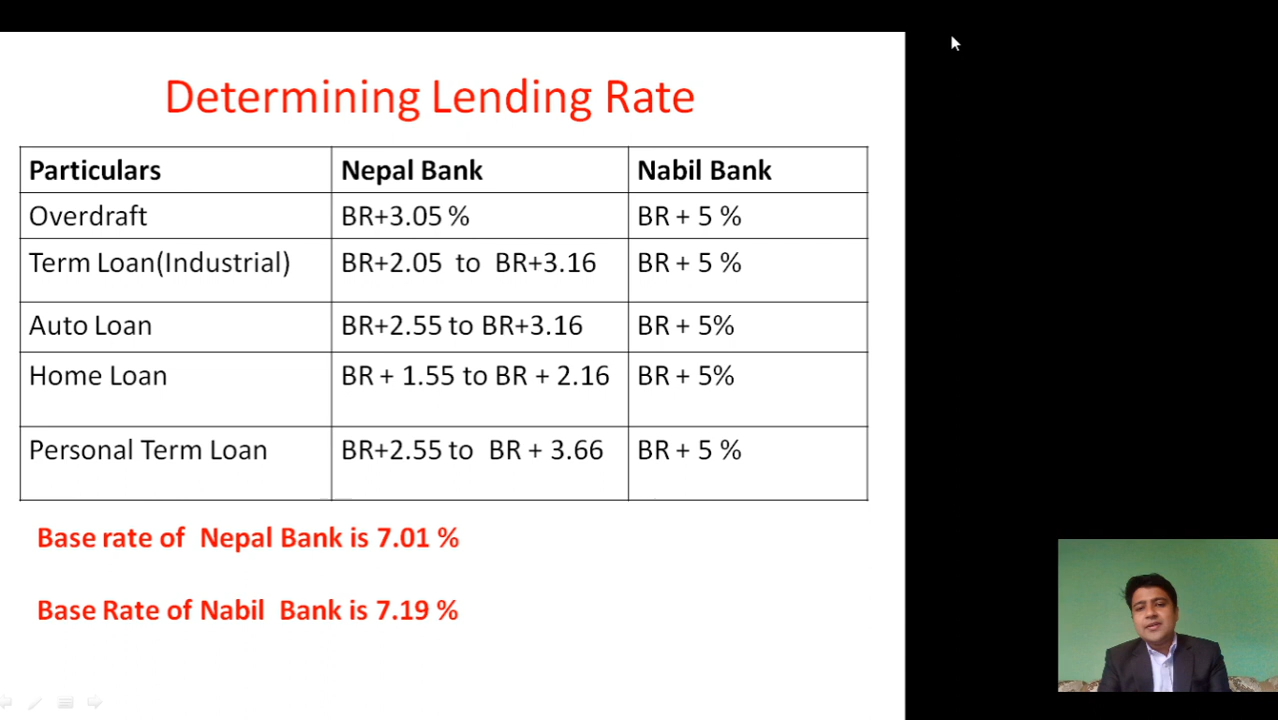 Determining Lending Rate
Particulars Nepal Bank Nabil Bank
Overdraft BR+3.05 % BR + 5 %
Term Loan(Industrial) BR+2.05 to BR+3.16 BR + 5 %
Auto Loan BR+2.55 to BR+3.16 BR + 5%
Home Loan BR + 1.55 to BR + 2.16 BR + 5%
Personal Term Loan BR+2.55 to BR + 3.66 BR + 5 %
Base rate of Nepal Bank is 7.01 %
Base Rate of Nabil Bank is 7.19 %